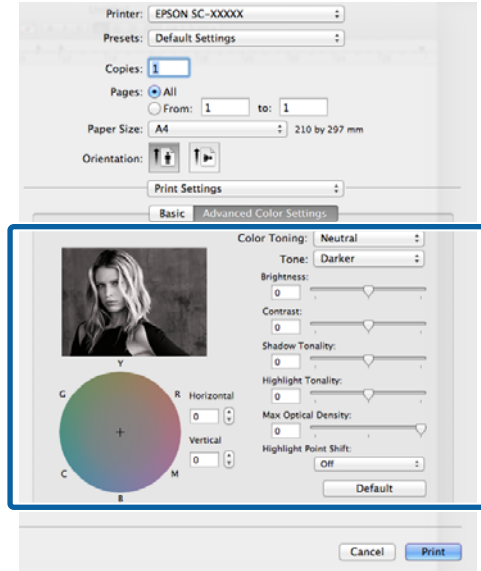 Printer: EPSON SC-XXXXX
Presets: Default Settings
Copies: 1
Pages: All
From: 1 to: 1
Paper Size: A4 210 by 297 mm
Orientation:
Print Settings
Basic Advanced Color Settings
Color Toning: Neutral
Tone: Darker
Brightness:
0
Contrast:
0
Shadow Tonality:
0
Highlight Tonality:
0
Max Optical Density:
0
Highlight Point Shift:
Off
Default
Y
G R
C M
B
Horizontal
0
Vertical
0
Cancel Print